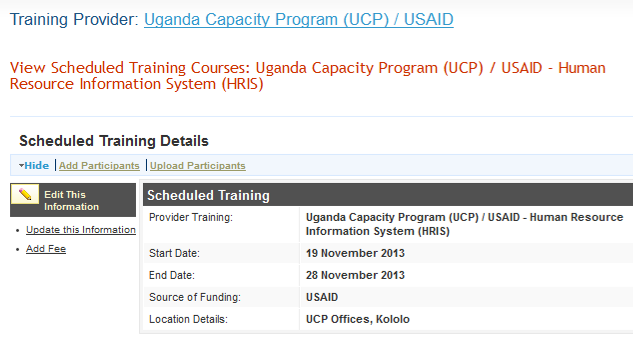 Training Provider: Uganda Capacity Program (UCP) / USAID
View Scheduled Training Courses: Uganda Capacity Program (UCP) / USAID - Human
Resource Information System (HRIS)
Scheduled Training Details
Hide | Add Participants | Upload Participants
Edit This
Information
Update this Information
Add Fee
Scheduled Training
Provider Training: Uganda Capacity Program (UCP) / USAID - Human Resource
Information System (HRIS)
Start Date: 19 November 2013
End Date: 28 November 2013
Source of Funding: USAID
Location Details: UCP Offices, Kololo